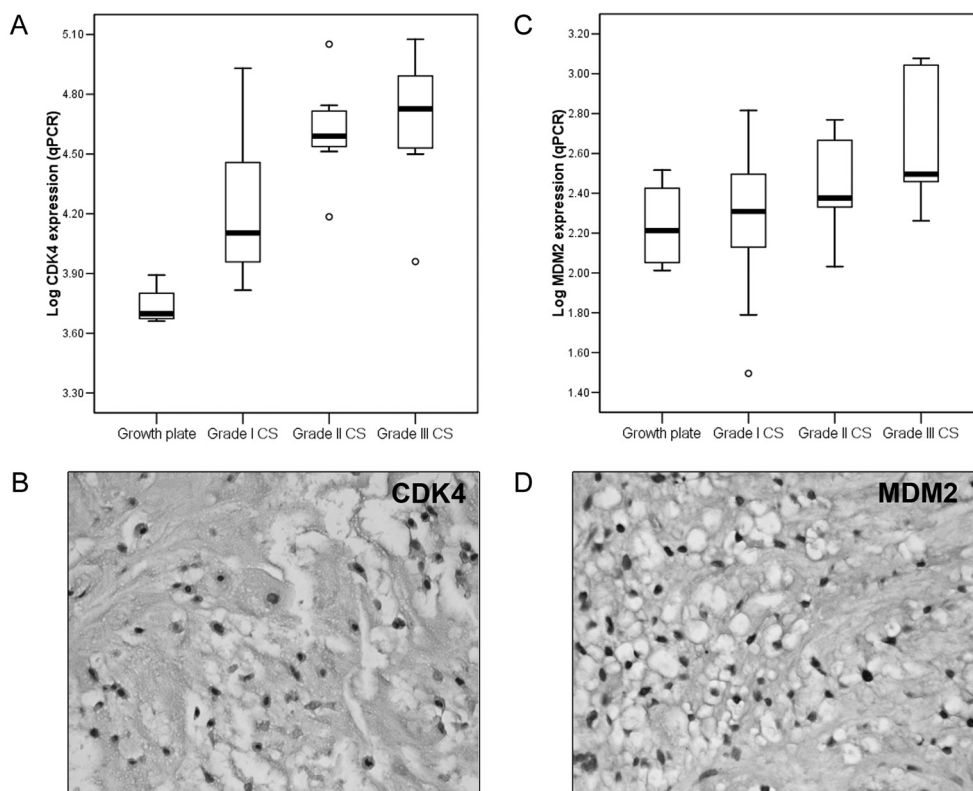 A
Log CDK4 expression (qPCR)
5.10
4.80
4.50
4.20
3.90
3.60
3.30
Growth plate Grade I CS Grade II CS Grade III CS
C
Log MDM2 expression (qPCR)
3.20
3.00
2.80
2.60
2.40
2.20
2.00
1.80
1.60
1.40
Growth plate Grade I CS Grade II CS Grade III CS
B
CDK4
D
MDM2